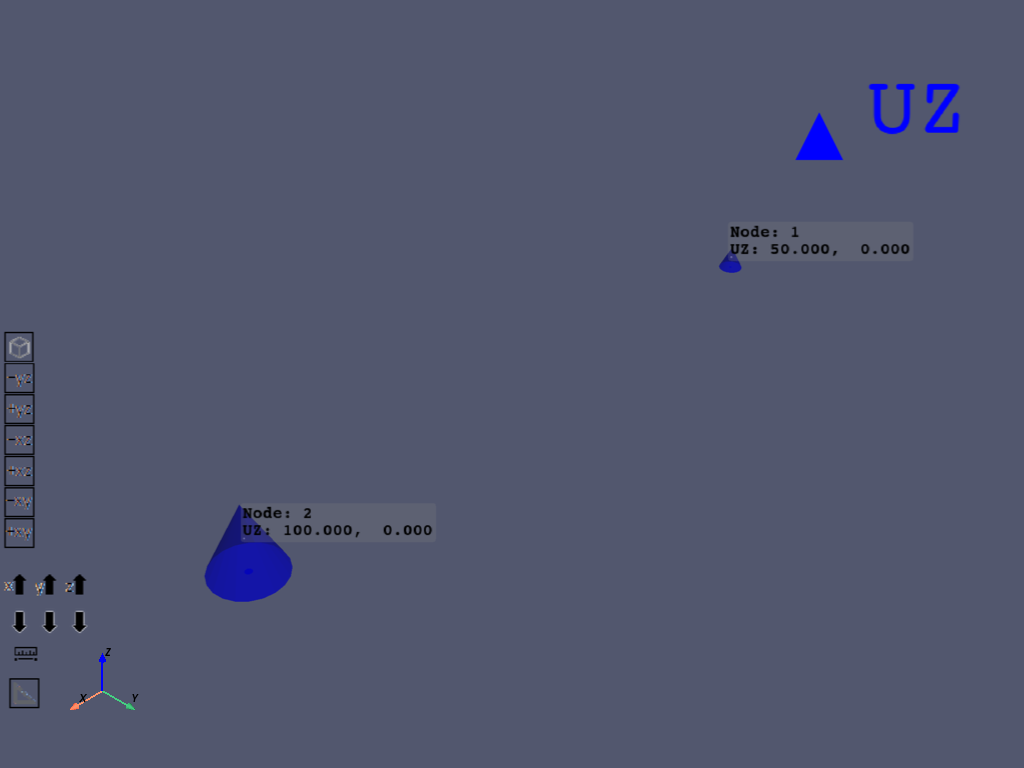 UZ
Node: 1
UZ: 50.000,  0.000
Node: 2
UZ: 100.000,  0.000
-yz
+yz
-xz
+xz
-xy
+xy
x y z
Z
X Y